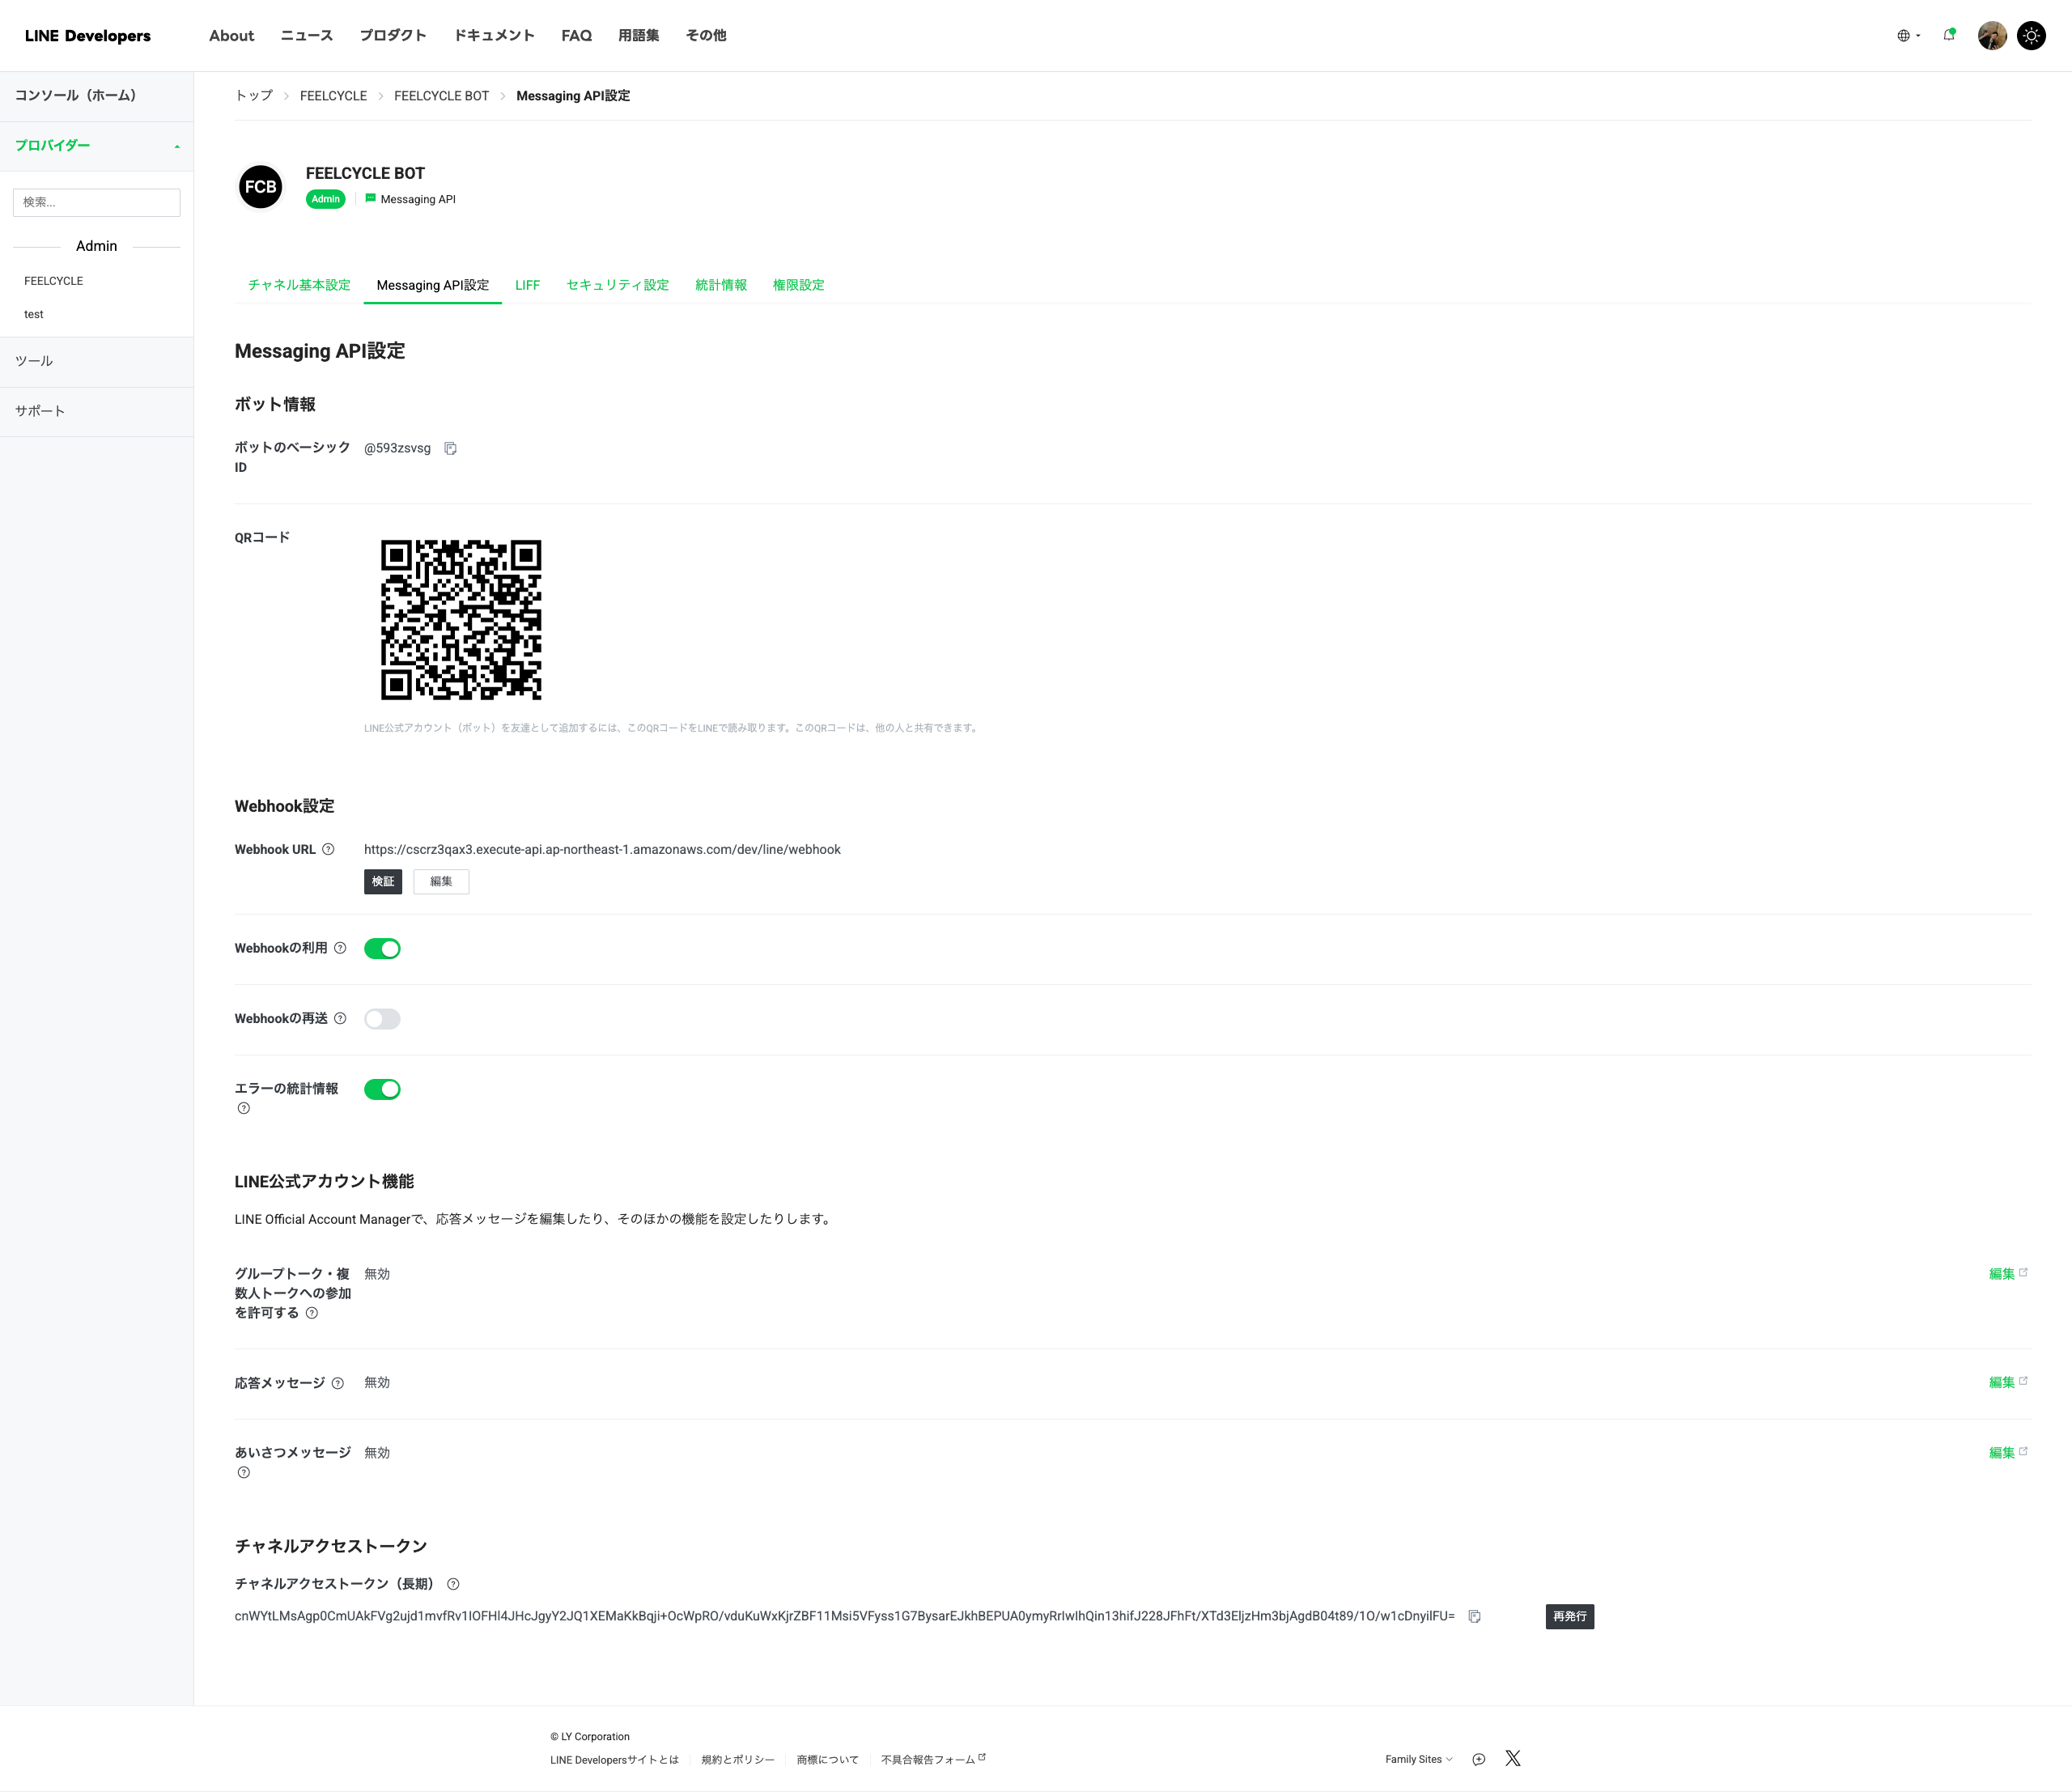 LINE Developers
About ニュース プロダクト ドキュメント FAQ 用語集 その他
コンソール（ホーム）
プロバイダー
検索...
Admin
FEELCYCLE
test
ツール
サポート
トップ FEELCYCLE FEELCYCLE BOT Messaging API設定
FCB
FEELCYCLE BOT
Admin Messaging API
チャネル基本設定 Messaging API設定 LIFF セキュリティ設定 統計情報 権限設定
Messaging API設定
ボット情報
ボットのベーシック
ID
@593zsvsg
QRコード
LINE公式アカウント（ボット）を友達として追加するには、このQRコードをLINEで読み取ります。このQRコードは、他の人と共有できます。
Webhook設定
Webhook URL https://cscrz3qax3.execute-api.ap-northeast-1.amazonaws.com/dev/line/webhook
検証 編集
Webhookの利用
Webhookの再送
エラーの統計情報
LINE公式アカウント機能
LINE Official Account Managerで、応答メッセージを編集したり、そのほかの機能を設定したりします。
グループトーク・複
数人トークへの参加
を許可する
無効 編集
応答メッセージ 無効 編集
あいさつメッセージ 無効 編集
チャネルアクセストークン
チャネルアクセストークン（長期）
再発行
© LY Corporation
LINE Developersサイトとは 規約とポリシー 商標について 不具合報告フォーム
Family Sites